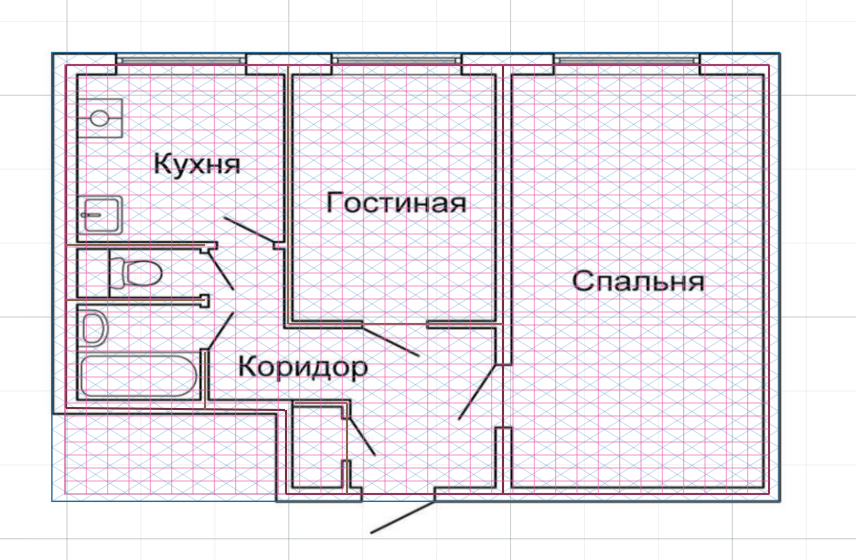 Кухня
Гостиная
Спальня
Коридор